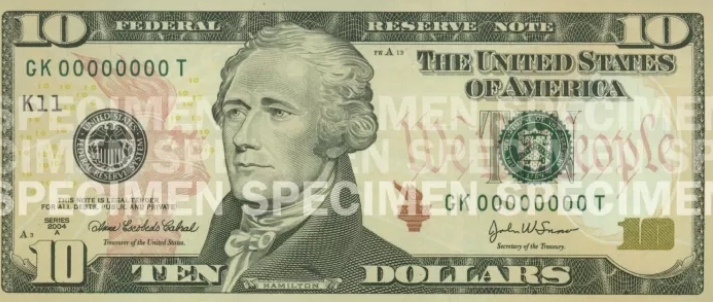 10 FEDERAL RESERVE NOTE 10
FW A 13
THE UNITED STATES
OF AMERICA
GK 00000000 T
K11
SPECIMEN SPECIMEN SPECIMEN
We the People
SPECIMEN SPECIMEN SPECIMEN
THIS NOTE IS LEGAL TENDER
FOR ALL DEBTS, PUBLIC AND PRIVATE
GK 00000000 T
SERIES
2004
A
A 3
Anna Escobedo Cabral
Treasurer of the United States.
John W Snow
Secretary of the Treasury.
10
10 TEN DOLLARS
HAMILTON